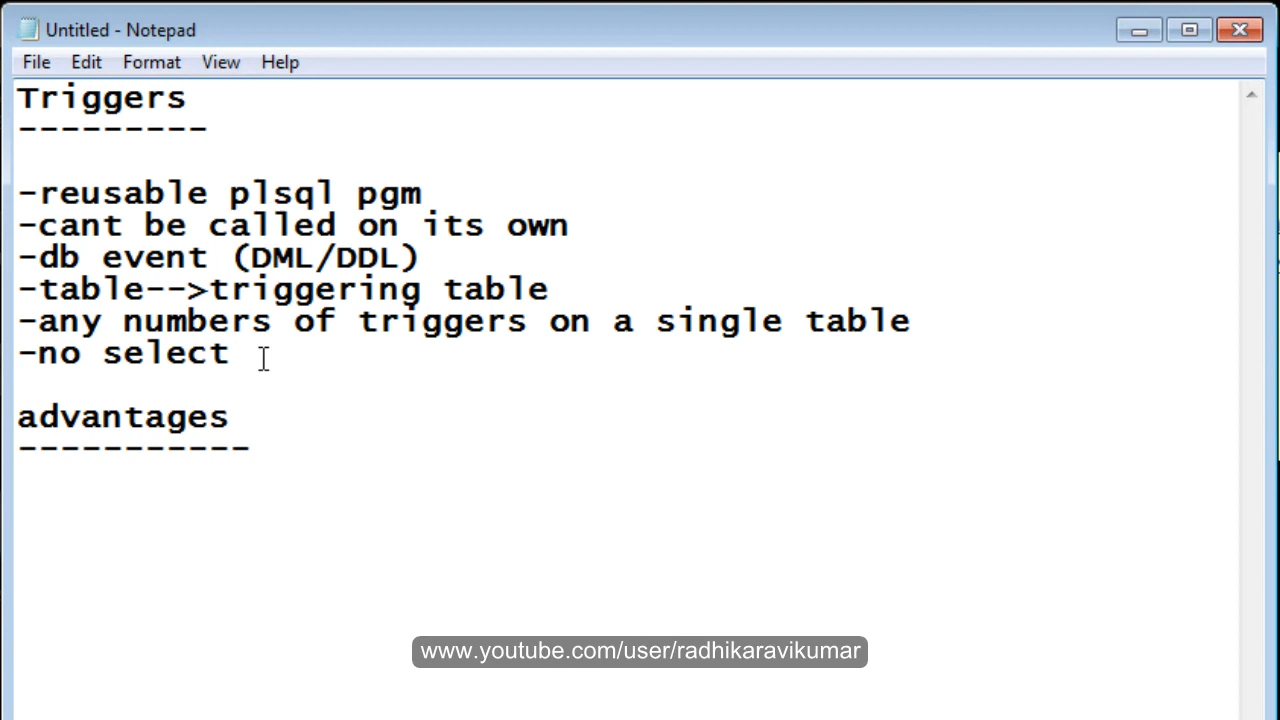 Untitled - Notepad
File Edit Format View Help
Triggers
---------
-reusable plsql pgm
-cant be called on its own
-db event (DML/DDL)
-table-->triggering table
-any numbers of triggers on a single table
-no select
advantages
-----------
www.youtube.com/user/radhikaravikumar